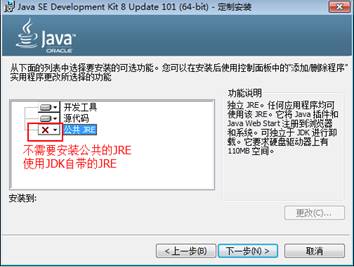 Java SE Development Kit 8 Update 101 (64-bit) - 定制安装
Java
ORACLE
从下面的列表中选择要安装的可选功能。您可以在安装后使用控制面板中的“添加/删除程序”
实用程序更改所选择的功能
开发工具
源代码
公共 JRE
不需要安装公共的JRE
使用JDK自带的JRE
功能说明
独立 JRE。任何应用程序均可
使用该 JRE。它将 Java 插件和
Java Web Start 注册到浏览器
和系统。可独立于 JDK 进行卸
载。它要求硬盘驱动器上有
110MB 空间。
安装到:
更改(C)...
< 上一步(B)
下一步(N) >
取消